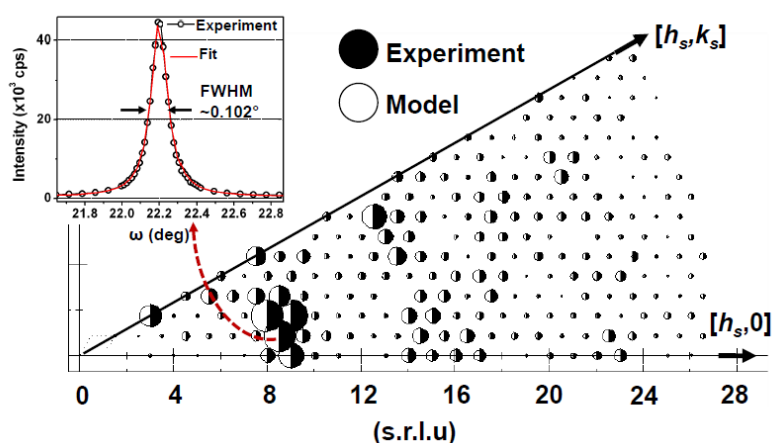 Experiment
Fit
FWHM
~0.102°
Intensity (x10³ cps)
40
20
0
21.8 22.0 22.2 22.4 22.6 22.8
ω (deg)
Experiment
Model
[hₛ,kₛ]
[hₛ,0]
0 4 8 12 16 20 24 28
(s.r.l.u)